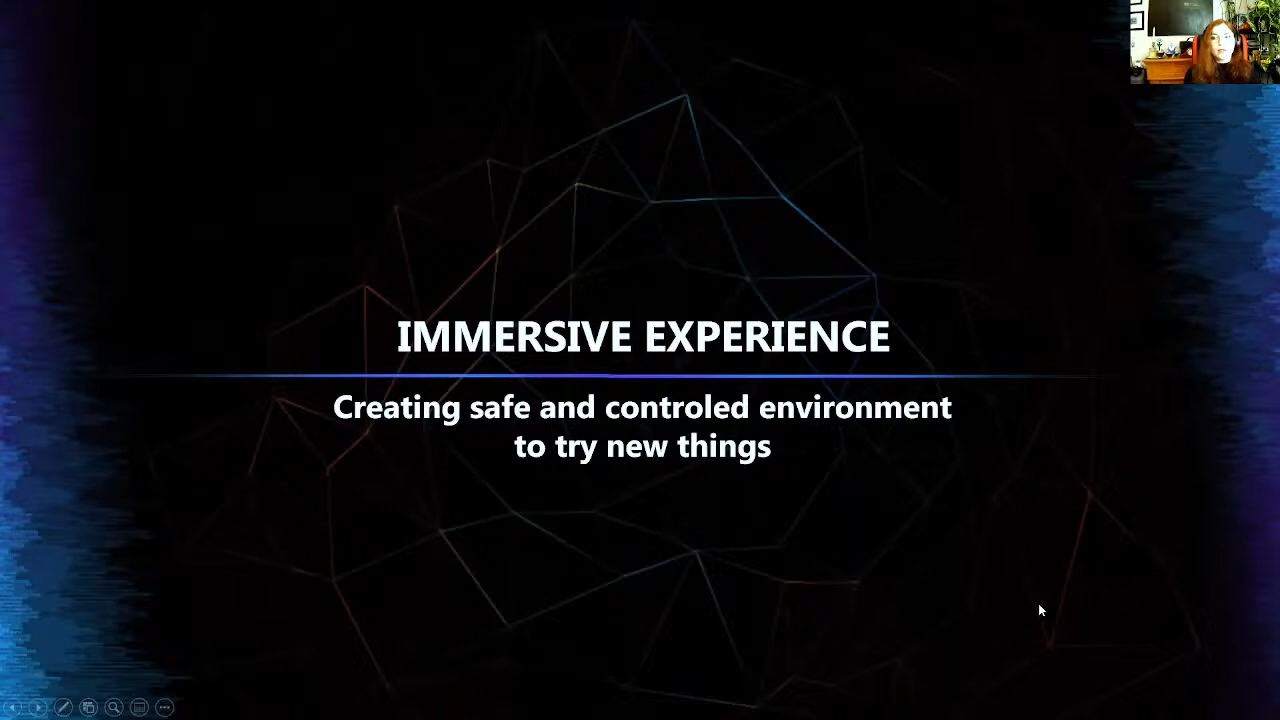 IMMERSIVE EXPERIENCE
Creating safe and controled environment
to try new things